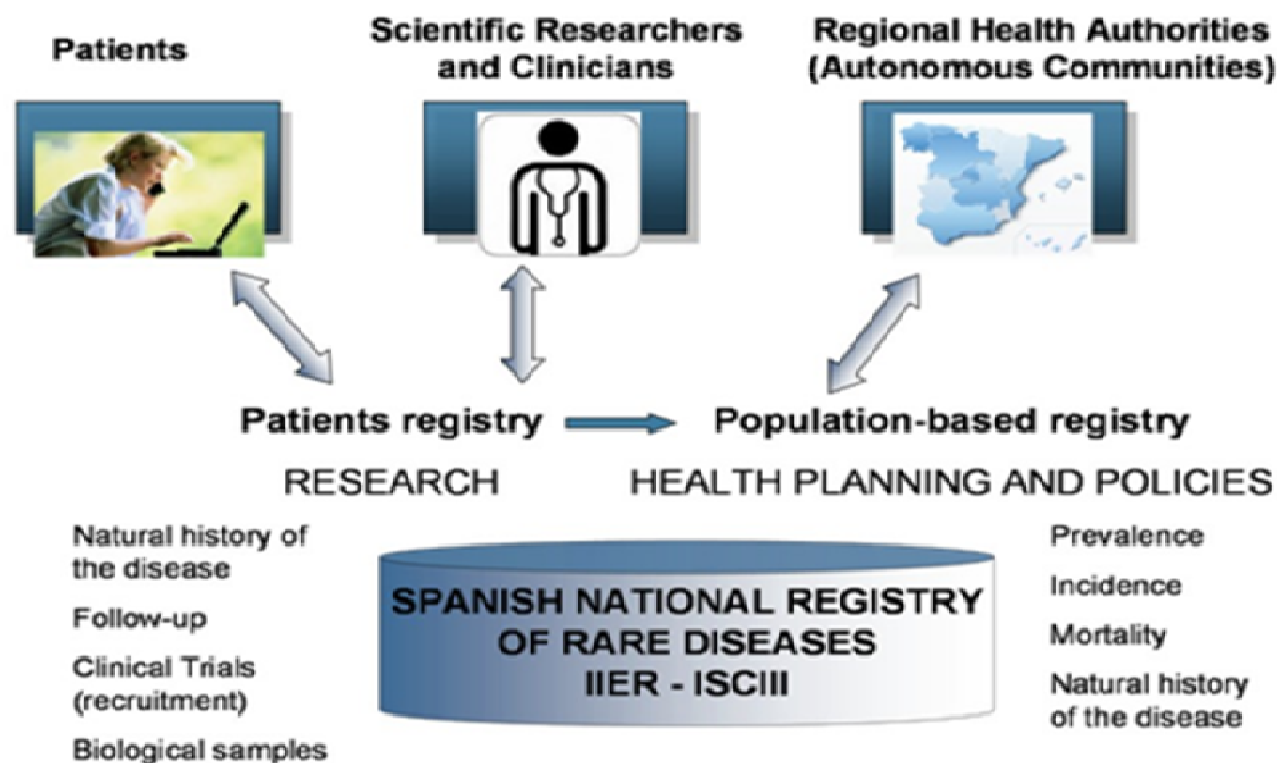 Patients
Scientific Researchers
and Clinicians
Regional Health Authorities
(Autonomous Communities)
Patients registry
Population-based registry
RESEARCH
HEALTH PLANNING AND POLICIES
Natural history of
the disease
Follow-up
Clinical Trials
(recruitment)
Biological samples
SPANISH NATIONAL REGISTRY
OF RARE DISEASES
IIER - ISCIII
Prevalence
Incidence
Mortality
Natural history
of the disease